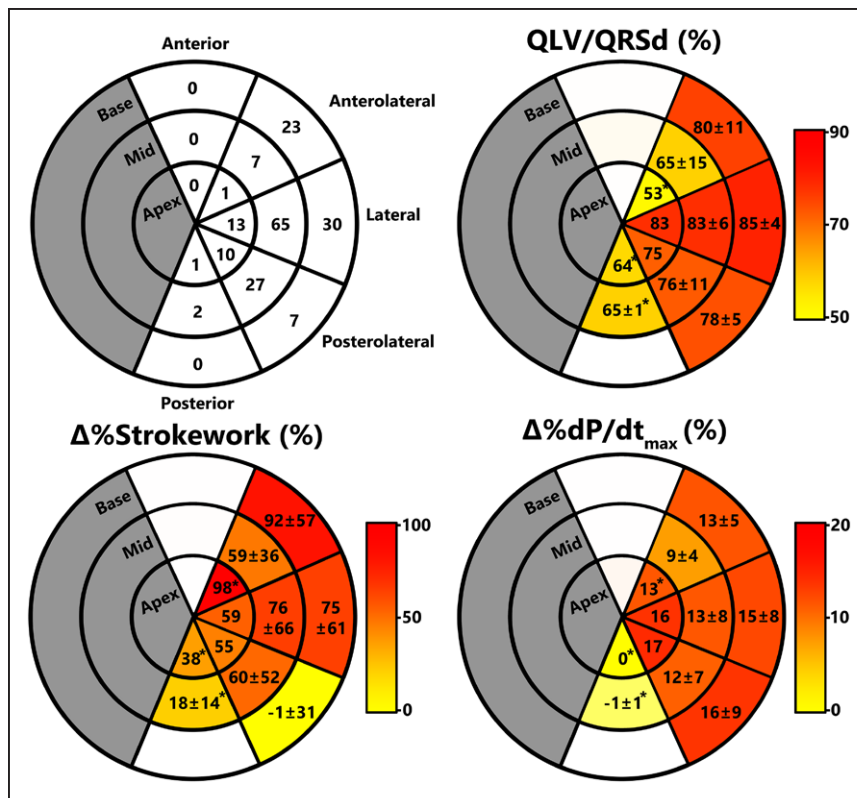 Anterior
Base
0
Anterolateral
23
Mid
0
7
Apex
0
1
Lateral
13
65
30
10
1
27
2
7
Posterolateral
0
Posterior
QLV/QRSd (%)
Base
80±11
Mid
65±15
Apex
53*
83
83±6
85±4
64*
75
76±11
65±1*
78±5
90
70
50
Δ%Strokework (%)
Base
92±57
Mid
59±36
Apex
98*
59
76
±66
75
±61
38*
55
60±52
18±14*
-1±31
100
50
0
Δ%dP/dtmax (%)
Base
13±5
Mid
9±4
Apex
13*
16
13±8
15±8
0*
17
12±7
-1±1*
16±9
20
10
0